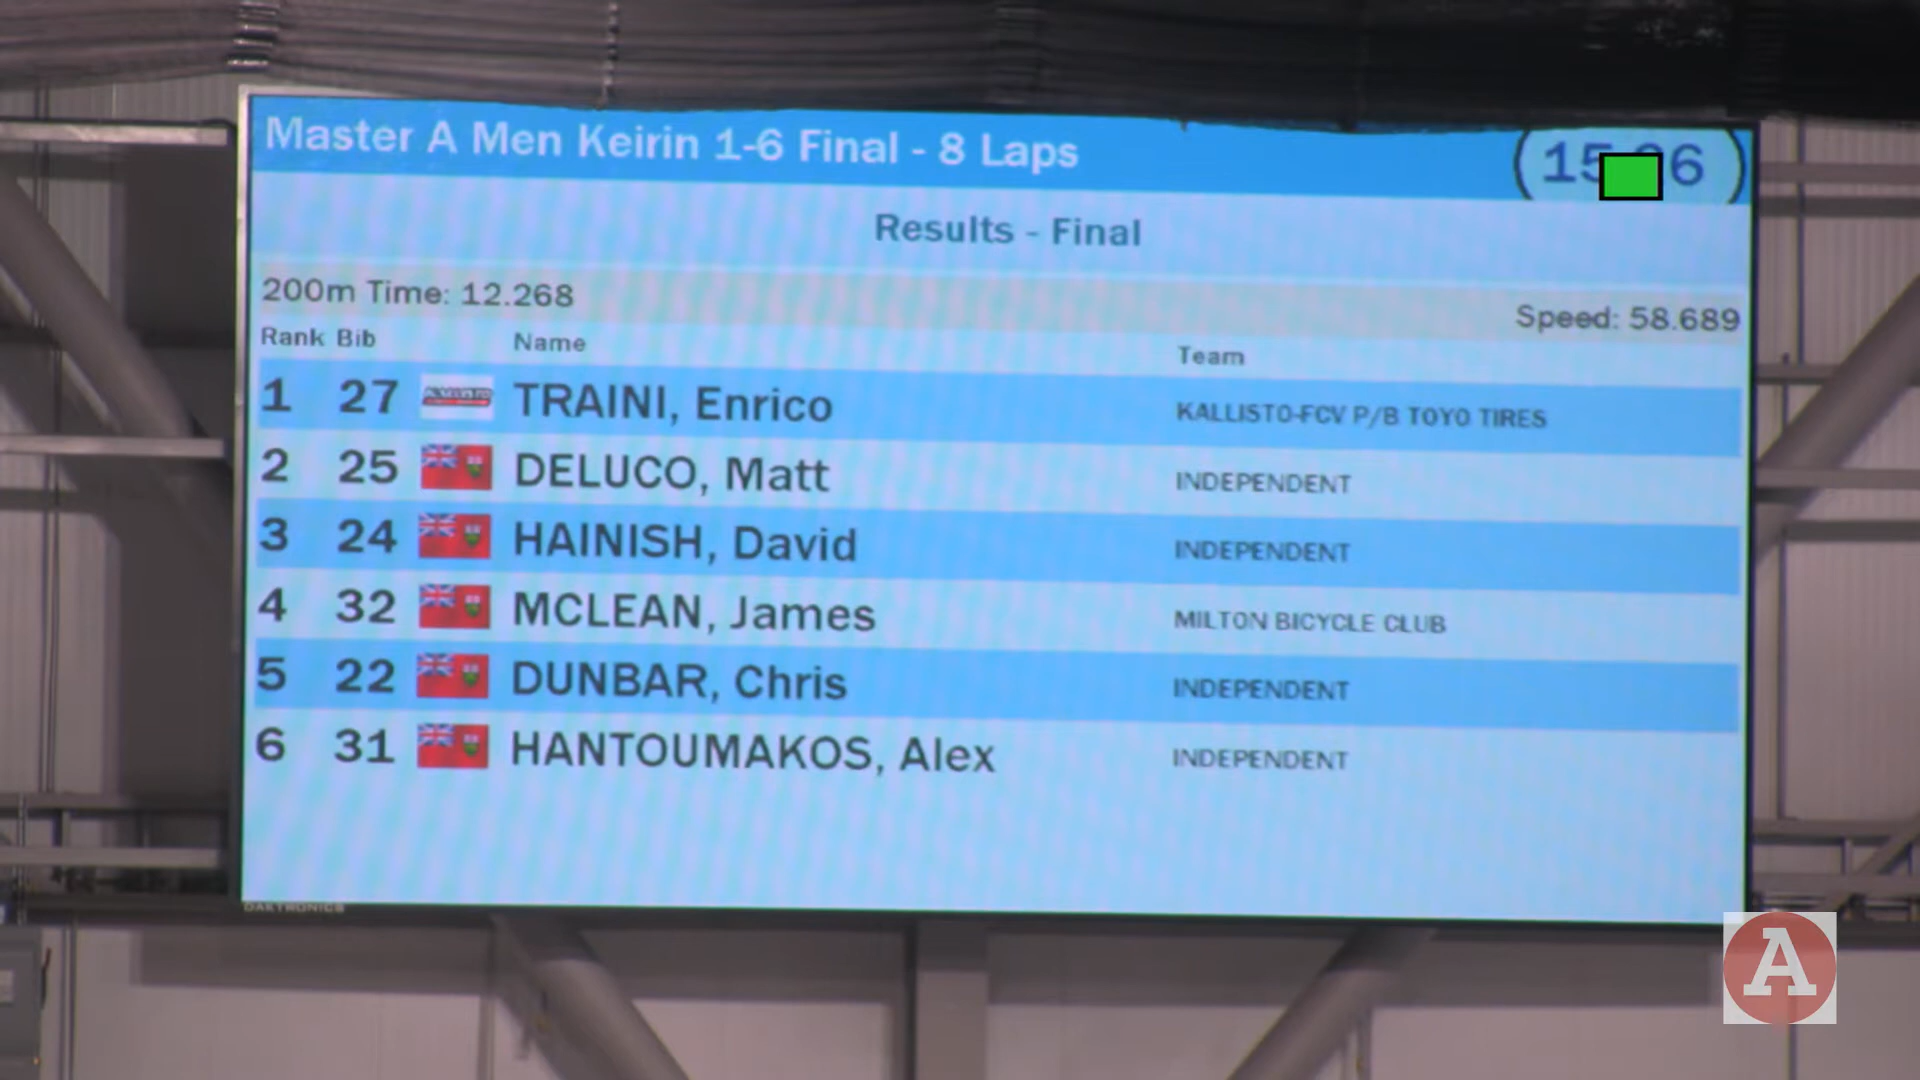 Master A Men Keirin 1-6 Final - 8 Laps
Results - Final
200m Time: 12.268 Speed: 58.689
Rank Bib Name Team
1 27 TRAINI, Enrico KALLISTO-FCV P/B TOYO TIRES
2 25 DELUCO, Matt INDEPENDENT
3 24 HAINISH, David INDEPENDENT
4 32 MCLEAN, James MILTON BICYCLE CLUB
5 22 DUNBAR, Chris INDEPENDENT
6 31 HANTOUMAKOS, Alex INDEPENDENT
DAKTRONICS
A